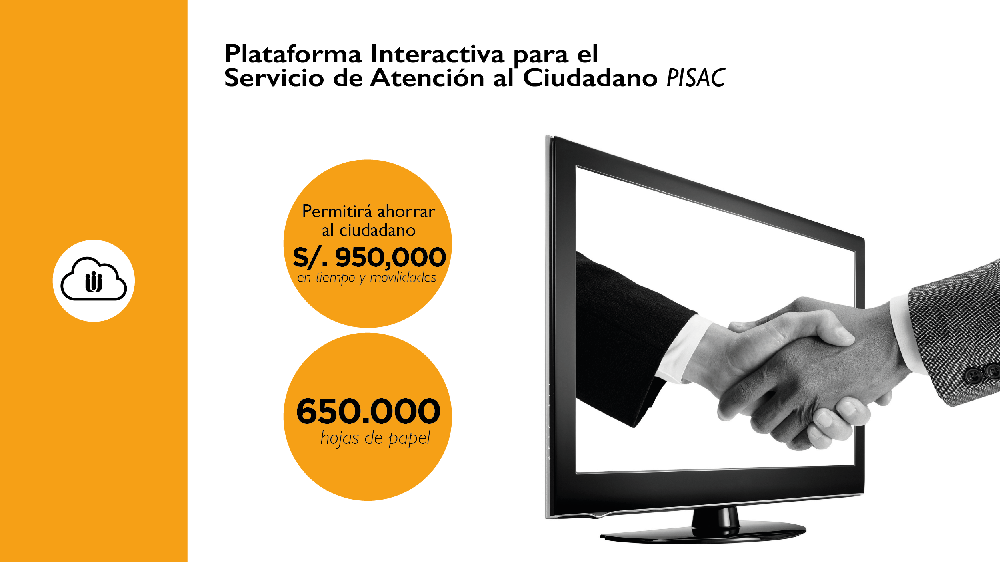 Plataforma Interactiva para el
Servicio de Atención al Ciudadano PISAC
Permitirá ahorrar
al ciudadano
S/. 950,000
en tiempo y movilidades
650.000
hojas de papel